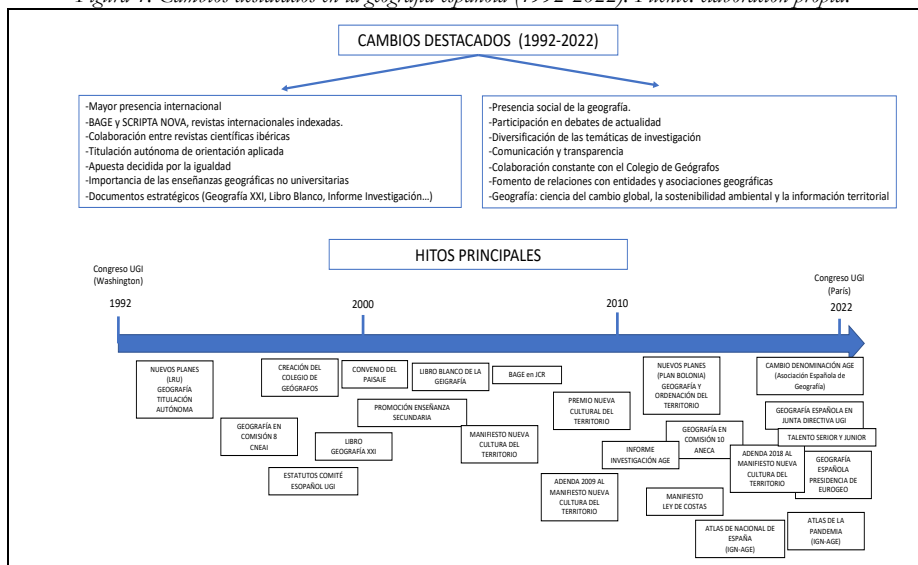 Figura 1. Cambios destacados en la geografía española (1992-2022). Fuente: elaboración propia.
CAMBIOS DESTACADOS (1992-2022)
-Mayor presencia internacional
-BAGE y SCRIPTA NOVA, revistas internacionales indexadas.
-Colaboración entre revistas científicas ibéricas
-Titulación autónoma de orientación aplicada
-Apuesta decidida por la igualdad
-Importancia de las enseñanzas geográficas no universitarias
-Documentos estratégicos (Geografía XXI, Libro Blanco, Informe Investigación...)
-Presencia social de la geografía.
-Participación en debates de actualidad
-Diversificación de las temáticas de investigación
-Comunicación y transparencia
-Colaboración constante con el Colegio de Geógrafos
-Fomento de relaciones con entidades y asociaciones geográficas
-Geografía: ciencia del cambio global, la sostenibilidad ambiental y la información territorial
HITOS PRINCIPALES
Congreso UGI
(Washington)
1992
2000
2010
Congreso UGI
(París)
2022
NUEVOS PLANES
(LRU)
GEOGRAFÍA
TITULACIÓN
AUTÓNOMA
CREACIÓN DEL
COLEGIO DE
GEÓGRAFOS
CONVENIO DEL
PAISAJE
LIBRO BLANCO DE LA
GEIGRAFÍA
BAGE en JCR
NUEVOS PLANES
(PLAN BOLONIA)
GEOGRAFÍA Y
ORDENACIÓN DEL
TERRITORIO
CAMBIO DENOMINACIÓN AGE
(Asociación Española de
Geografía)
PROMOCIÓN ENSEÑANZA
SECUNDARIA
PREMIO NUEVA
CULTURAL DEL
TERRITORIO
GEOGRAFÍA ESPAÑOLA EN
JUNTA DIRECTIVA UGI
GEOGRAFÍA EN
COMISIÓN 8
CNEAI
LIBRO
GEOGRAFÍA XXI
MANIFIESTO NUEVA
CULTURA DEL
TERRITORIO
GEOGRAFÍA EN
COMISIÓN 10
ANECA
TALENTO SERIOR Y JUNIOR
INFORME
INVESTIGACIÓN AGE
ADENDA 2018 AL
MANIFIESTO NUEVA
CULTURA DEL
TERRITORIO
GEOGRAFÍA
ESPAÑOLA
PRESIDENCIA DE
EUROGEO
ESTATUTOS COMITÉ
ESOPAÑOL UGI
ADENDA 2009 AL
MANIFIESTO NUEVA
CULTURA DEL
TERRITORIO
MANIFIESTO
LEY DE COSTAS
ATLAS DE NACIONAL DE
ESPAÑA
(IGN-AGE)
ATLAS DE LA
PANDEMIA
(IGN-AGE)